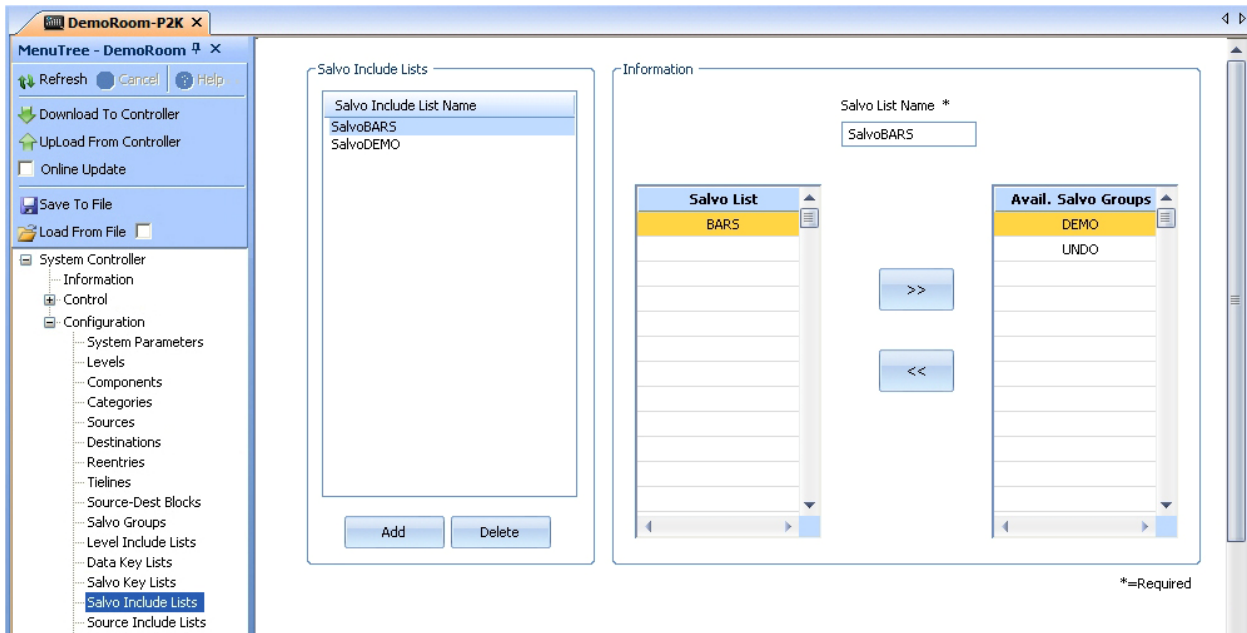 DemoRoom-P2K
MenuTree - DemoRoom
Refresh Cancel Help
Download To Controller
UpLoad From Controller
Online Update
Save To File
Load From File
System Controller
Information
Control
Configuration
System Parameters
Levels
Components
Categories
Sources
Destinations
Reentries
Tielines
Source-Dest Blocks
Salvo Groups
Level Include Lists
Data Key Lists
Salvo Key Lists
Salvo Include Lists
Source Include Lists
Salvo Include Lists
Salvo Include List Name
SalvoBARS
SalvoDEMO
Add Delete
Information
Salvo List Name *
SalvoBARS
Salvo List
BARS
>>
<<
Avail. Salvo Groups
DEMO
UNDO
*=Required